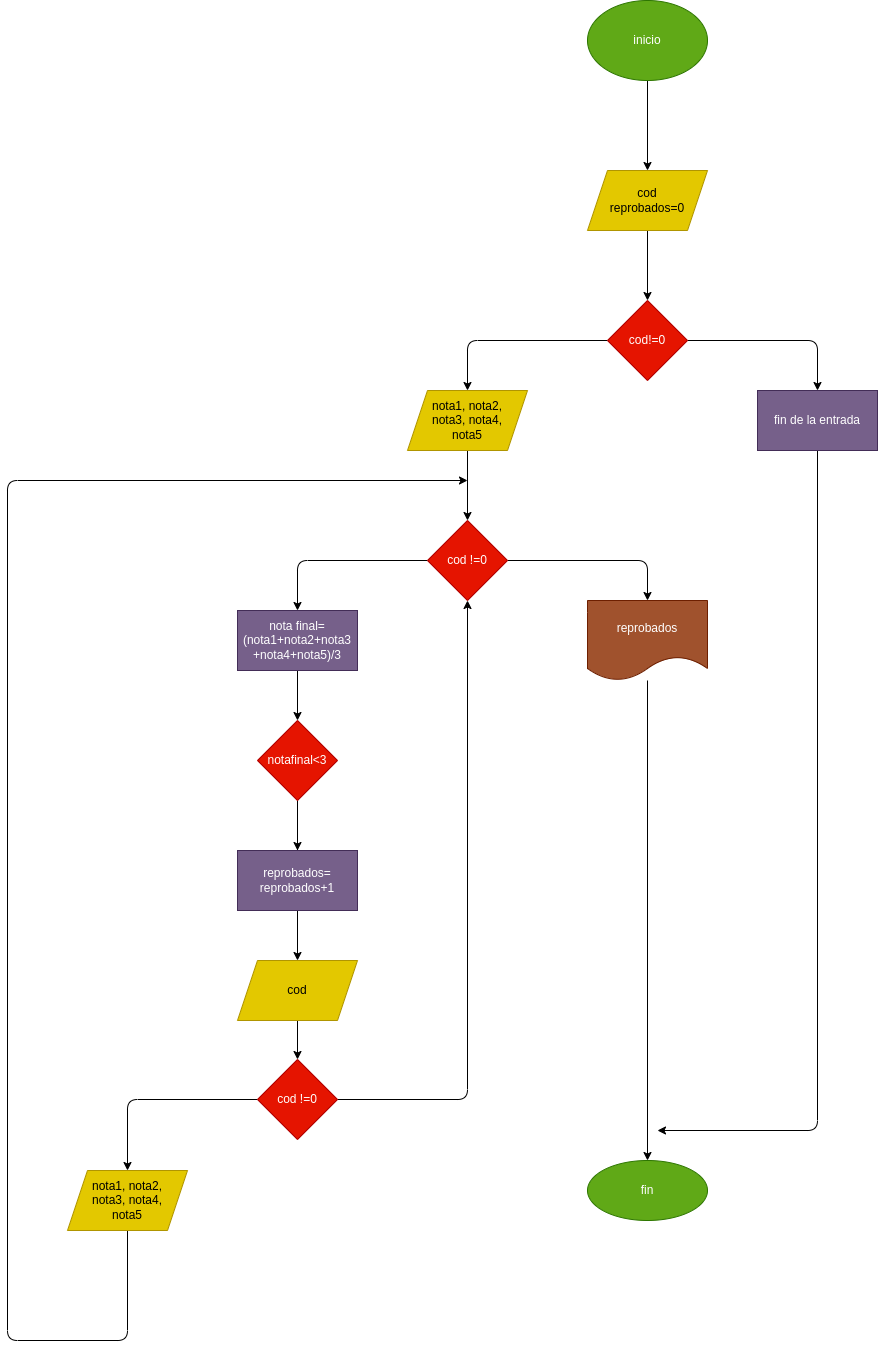 inicio
cod
reprobados=0
cod!=0
nota1, nota2,
nota3, nota4,
nota5
fin de la entrada
cod !=0
nota final=
(nota1+nota2+nota3
+nota4+nota5)/3
reprobados
notafinal<3
reprobados=
reprobados+1
cod
cod !=0
nota1, nota2,
nota3, nota4,
nota5
fin